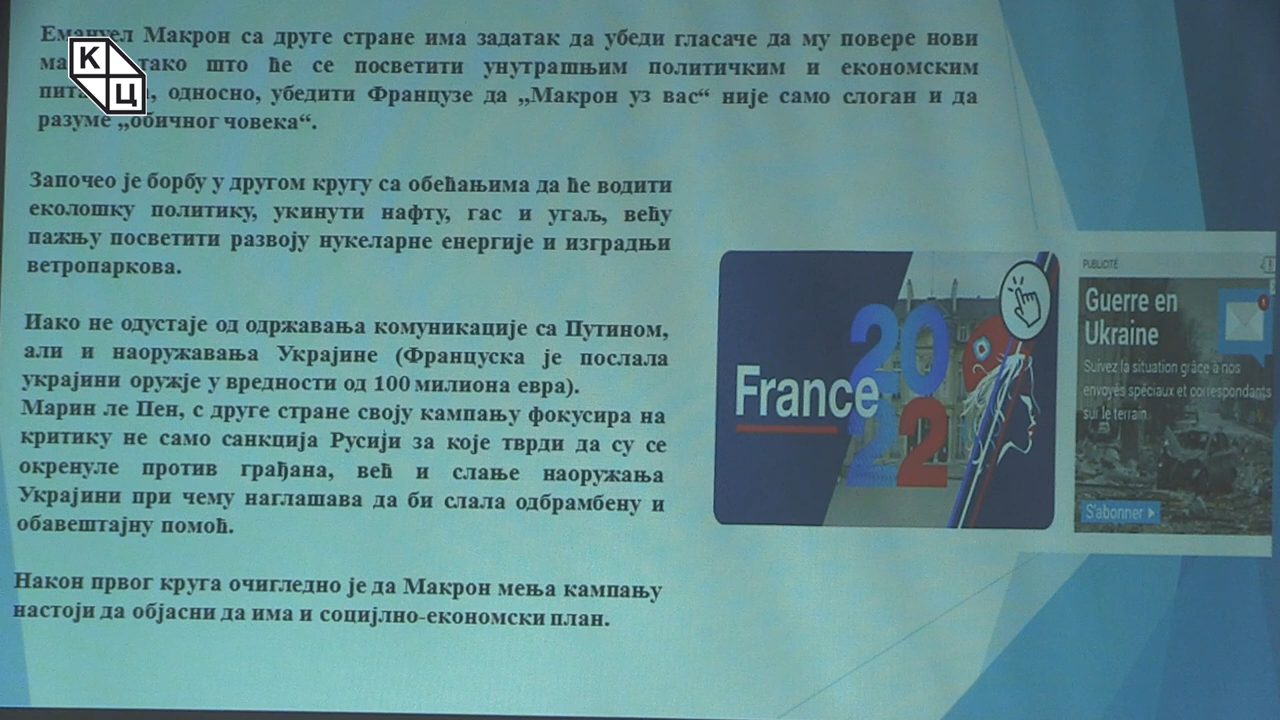 Емануел Макрон са друге стране има задатак да убеди гласаче да му повере нови
тако што ће се посветити унутрашњим политичким и економским
односно, убедити Французе да „Макрон уз вас“ није само слоган и да
разуме „обичног човека“.
Започео је борбу у другом кругу са обећањима да ће водити
еколошку политику, укинути нафту, гас и угаљ, већу
пажњу посветити развоју нукеларне енергије и изградњи
ветропаркова.
Иако не одустаје од одржавања комуникације са Путином,
али и наоружавања Украјине (Француска је послала
украјини оружје у вредности од 100 милиона евра).
Марин ле Пен, с друге стране своју кампању фокусира на
критику не само санкција Русији за које тврди да су се
окренуле против грађана, већ и слање наоружања
Украјини при чему наглашава да би слала одбрамбену и
обавештајну помоћ.
Након првог круга очигледно је да Макрон мења кампању
настоји да објасни да има и социјлно-економски план.
К
Ц
France
2022
PUBLICITÉ
Guerre en
Ukraine
Suivez la situation grâce à nos
envoyés spéciaux et correspondants
sur le terrain
S'abonner
1